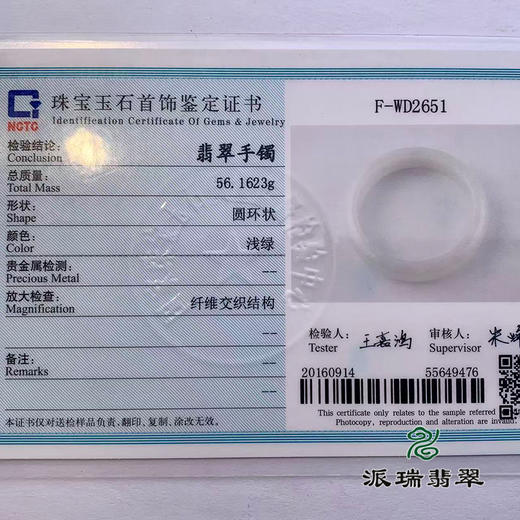 NGTC
珠宝玉石首饰鉴定证书
Identification Certificate Of Gems & Jewelry
检验结论:
Conclusion
翡翠手镯
总质量:
Total Mass
56.1623g
形状:
Shape
圆环状
颜色:
Color
浅绿
贵金属检测:
Precious Metal
--
放大检查:
Magnification
纤维交织结构
--
备注:
Remarks
--
本证书仅对送检样品负责、翻印、复制、涂改无效。
F-WD2651
检验人:
Tester
王嘉鸿
审核人:
Supervisor
20160914
55649476
This certificate only relates to the sample referred
Photocopy, reproduction and alteration are invalid.
派瑞翡翠